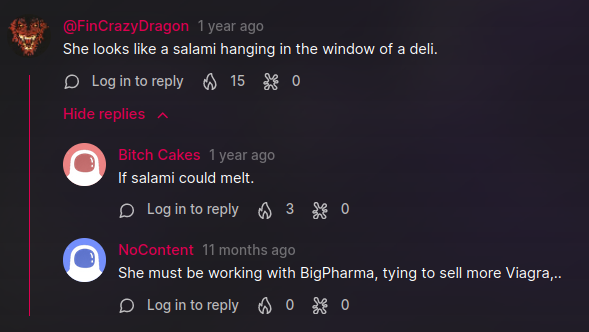 @FinCrazyDragon 1 year ago
She looks like a salami hanging in the window of a deli.
Log in to reply 15 0
Hide replies
Bitch Cakes 1 year ago
If salami could melt.
Log in to reply 3 0
NoContent 11 months ago
She must be working with BigPharma, tying to sell more Viagra,..
Log in to reply 0 0